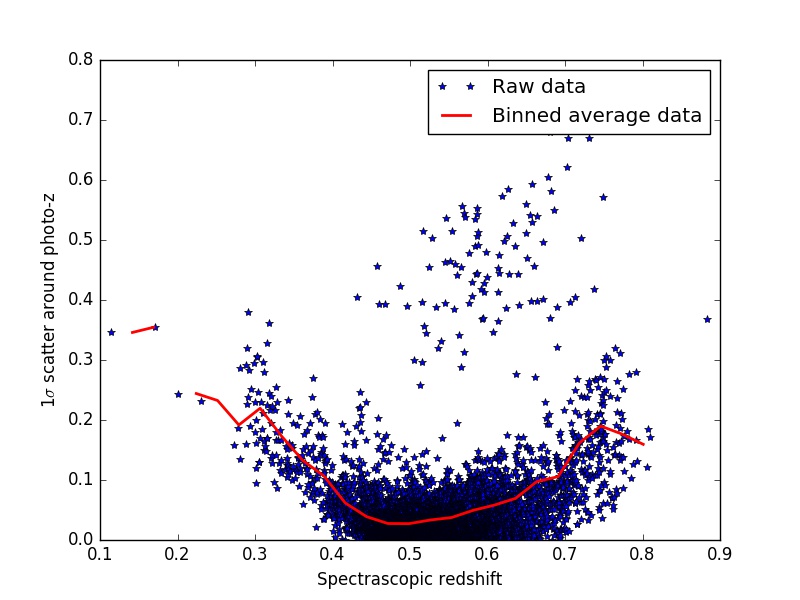 0.8
0.7
0.6
0.5
0.4
0.3
0.2
0.1
0.0
1σ scatter around photo-z
Raw data
Binned average data
0.1 0.2 0.3 0.4 0.5 0.6 0.7 0.8 0.9
Spectrascopic redshift